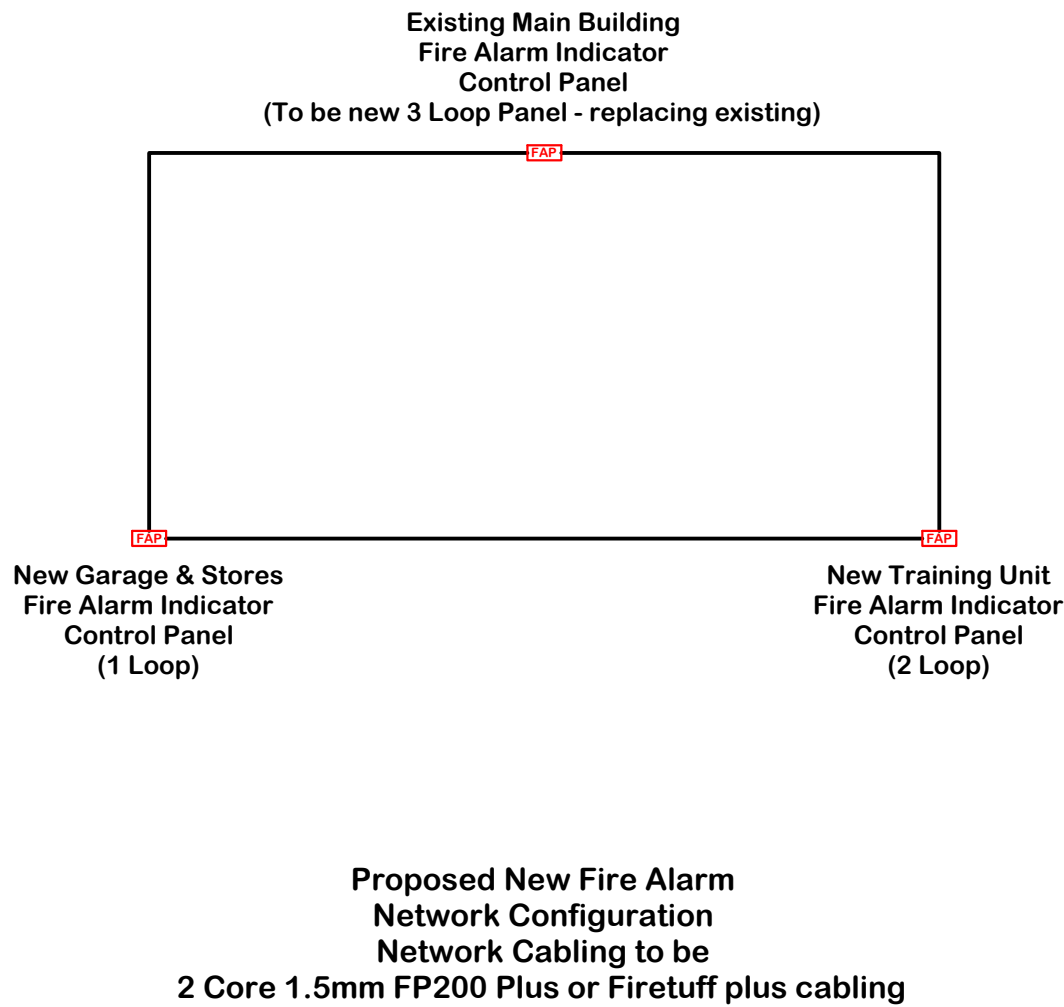 Existing Main Building
Fire Alarm Indicator
Control Panel
(To be new 3 Loop Panel - replacing existing)
FAP
FAP
FAP
New Garage & Stores
Fire Alarm Indicator
Control Panel
(1 Loop)
New Training Unit
Fire Alarm Indicator
Control Panel
(2 Loop)
Proposed New Fire Alarm
Network Configuration
Network Cabling to be
2 Core 1.5mm FP200 Plus or Firetuff plus cabling